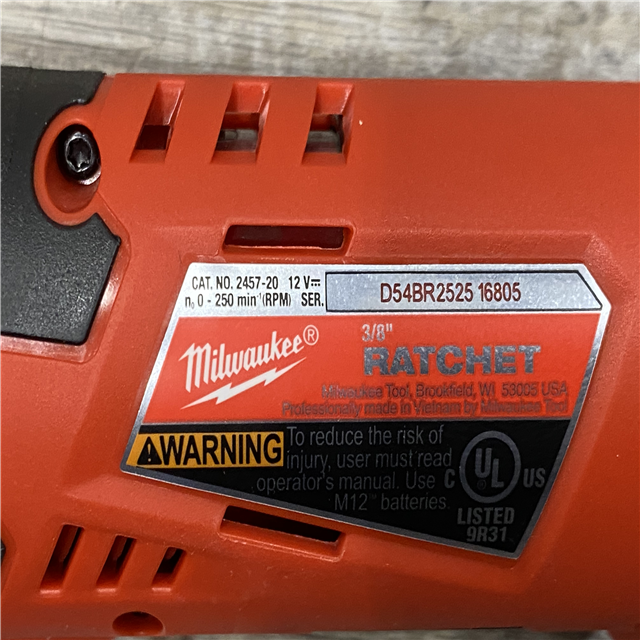 CAT. NO. 2457-20 12 V⎓
n₀ 0 - 250 min⁻¹(RPM) SER. D54BR2525 16805
Milwaukee®
3/8"
RATCHET
Milwaukee Tool, Brookfield, WI 53005 USA
Professionally made in Vietnam by Milwaukee Tool
WARNING
To reduce the risk of
injury, user must read
operator's manual. Use
M12™ batteries.
C UL® US
LISTED
9R31